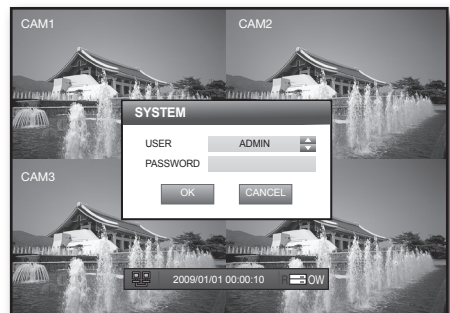 CAM1
CAM2
SYSTEM
USER ADMIN
PASSWORD
OK CANCEL
CAM3
2009/01/01 00:00:10 R OW